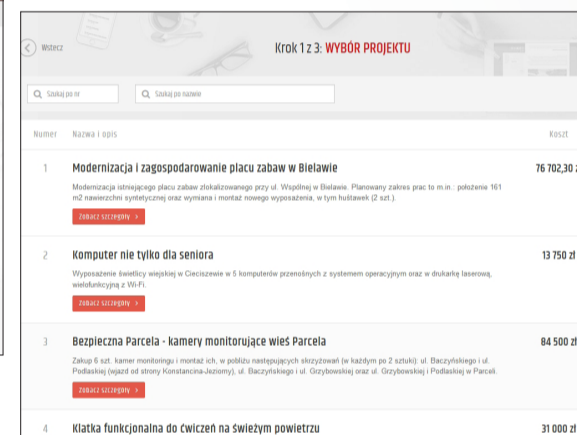 Wstecz
Krok 1 z 3: WYBÓR PROJEKTU
Szukaj po nr
Szukaj po nazwie
Numer Nazwa i opis Koszt
1 Modernizacja i zagospodarowanie placu zabaw w Bielawie 76 702,30 z
Modernizacja istniejącego placu zabaw zlokalizowanego przy ul. Wspólnej w Bielawie. Planowany zakres prac to m.in.: położenie 161
m2 nawierzchni syntetycznej oraz wymiana i montaż nowego wyposażenia, w tym huśtawek (2 szt.).
Zobacz szczegóły >
2 Komputer nie tylko dla seniora 13 750 zł
Wyposażenie świetlicy wiejskiej w Cieciszewie w 5 komputerów przenośnych z systemem operacyjnym oraz w drukarkę laserową,
wielofunkcyjną z Wi-Fi.
Zobacz szczegóły >
3 Bezpieczna Parcela - kamery monitorujące wieś Parcela 84 500 zł
Zakup 6 szt. kamer monitoringu i montaż ich, w pobliżu następujących skrzyżowań (w każdym po 2 sztuki): ul. Baczyńskiego i ul.
Podlaskiej (wjazd od strony Konstancina-Jeziorny), ul. Baczyńskiego i ul. Grzybowskiej oraz ul. Grzybowskiej i Podlaskiej w Parceli.
Zobacz szczegóły >
4 Klatka funkcjonalna do ćwiczeń na świeżym powietrzu 31 000 zł